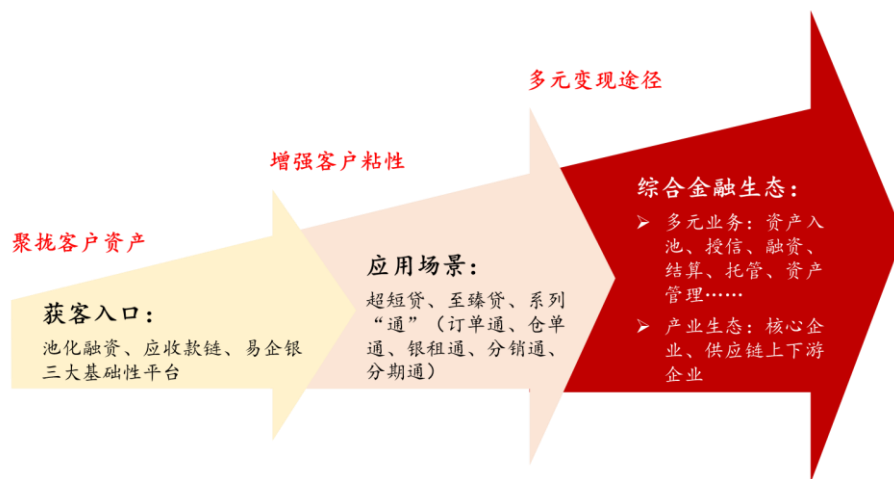 多元变现途径
增强客户粘性
聚拢客户资产
获客入口：
池化融资、应收款链、易企银
三大基础性平台
应用场景：
超短贷、至臻贷、系列
“通”（订单通、仓单
通、银租通、分销通、
分期通）
综合金融生态：
➢ 多元业务：资产入
池、授信、融资、
结算、托管、资产
管理……
➢ 产业生态：核心企
业、供应链上下游
企业